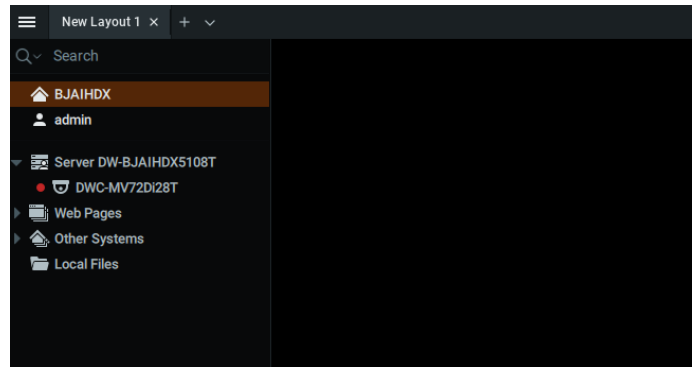 New Layout 1
Search
BJAIHDX
admin
Server DW-BJAIHDX5108T
DWC-MV72Di28T
Web Pages
Other Systems
Local Files